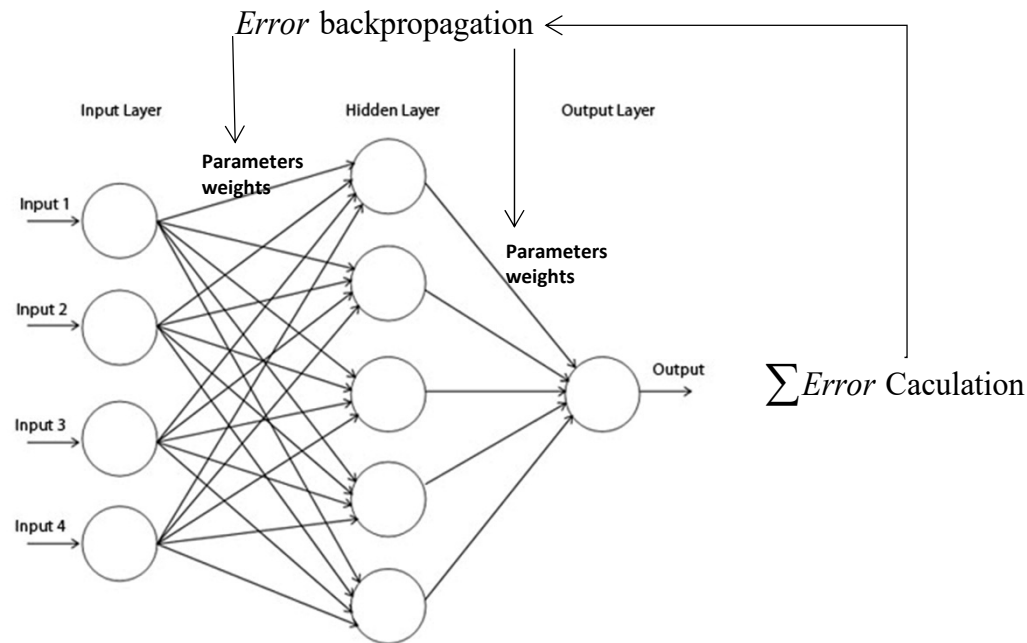 Error backpropagation
Input Layer
Hidden Layer
Output Layer
Parameters
weights
Input 1
Parameters
weights
Input 2
Output
∑Error Caculation
Input 3
Input 4